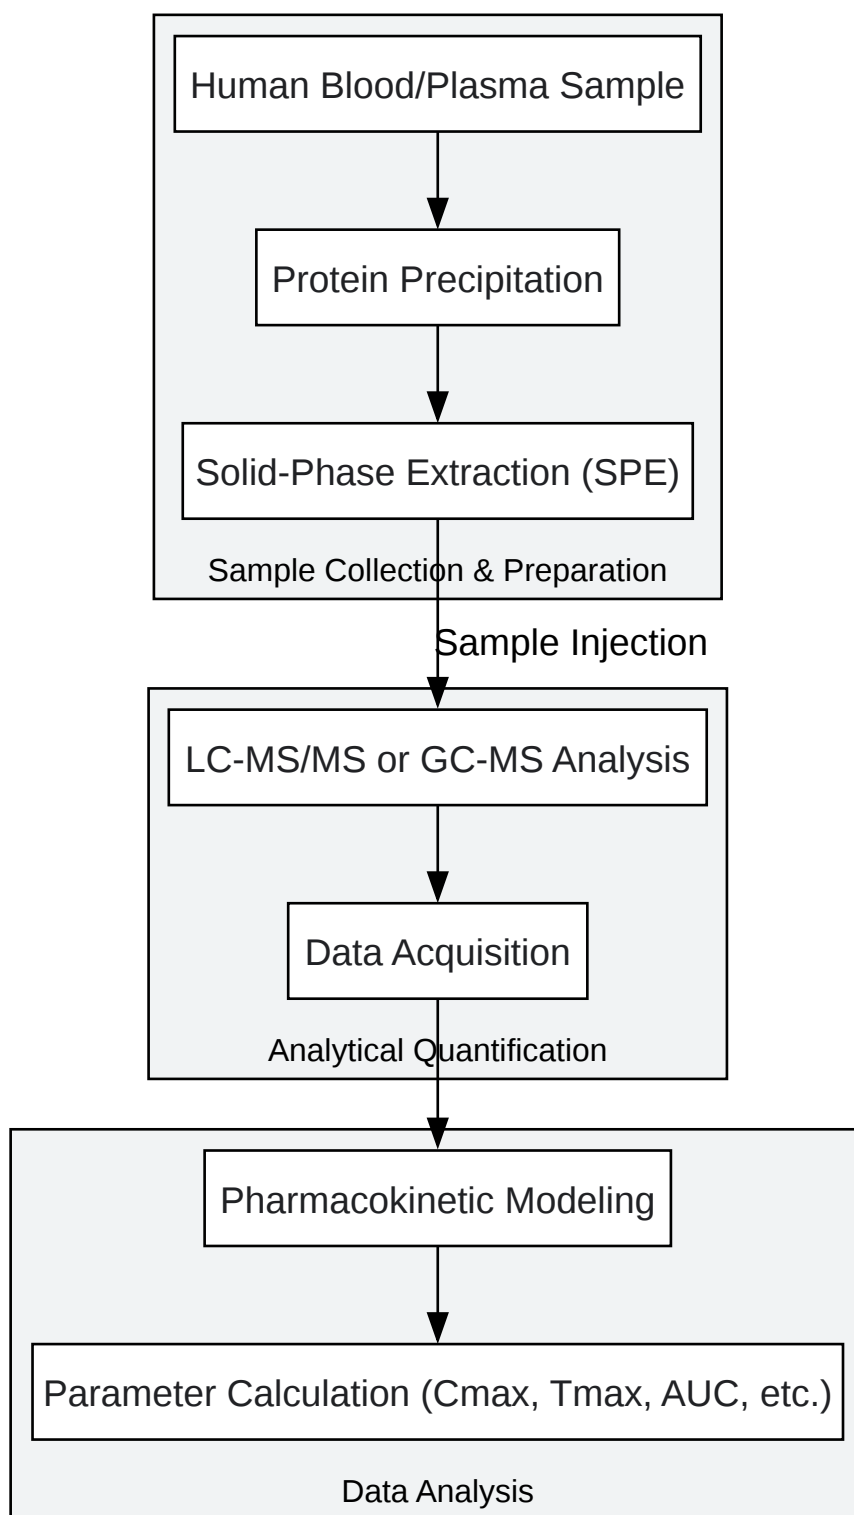 Human Blood/Plasma Sample
Protein Precipitation
Solid-Phase Extraction (SPE)
Sample Collection & Preparation
Sample Injection
LC-MS/MS or GC-MS Analysis
Data Acquisition
Analytical Quantification
Pharmacokinetic Modeling
Parameter Calculation (Cmax, Tmax, AUC, etc.)
Data Analysis